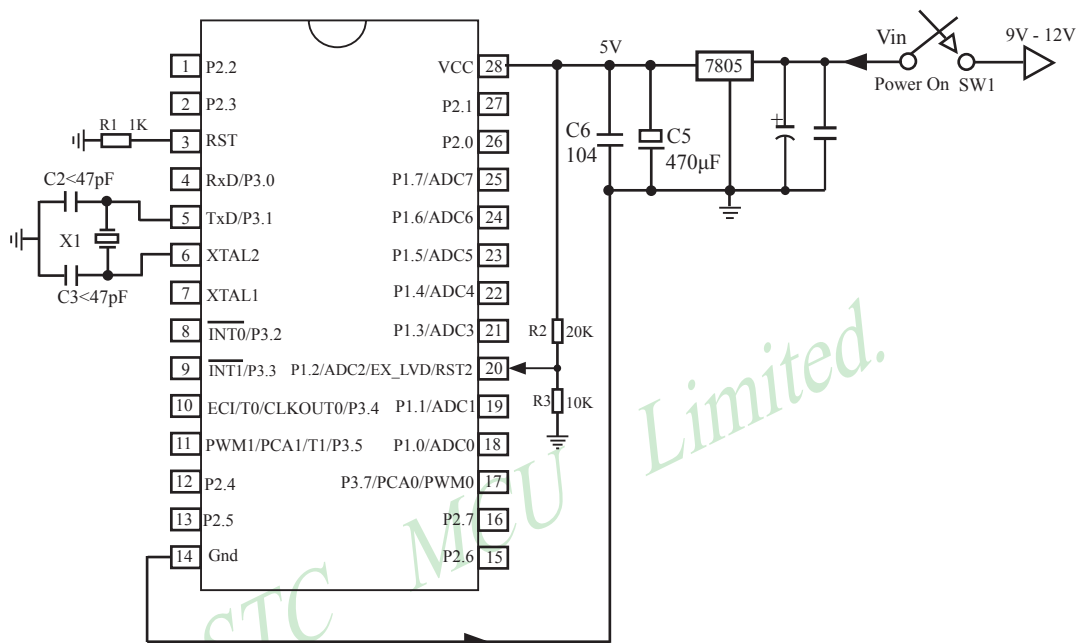 1 P2.2
2 P2.3
3 RST
4 RxD/P3.0
5 TxD/P3.1
6 XTAL2
7 XTAL1
8 INT0/P3.2
9 INT1/P3.3
10 ECI/T0/CLKOUT0/P3.4
11 PWM1/PCA1/T1/P3.5
12 P2.4
13 P2.5
14 Gnd
VCC 28
P2.1 27
P2.0 26
P1.7/ADC7 25
P1.6/ADC6 24
P1.5/ADC5 23
P1.4/ADC4 22
P1.3/ADC3 21
P1.2/ADC2/EX_LVD/RST2 20
P1.1/ADC1 19
P1.0/ADC0 18
P3.7/PCA0/PWM0 17
P2.7 16
P2.6 15
R1 1K
C2<47pF
X1
C3<47pF
5V
7805
Vin
9V - 12V
Power On SW1
C6
104
C5
470μF
+
R2 20K
R3 10K
STC MCU Limited.